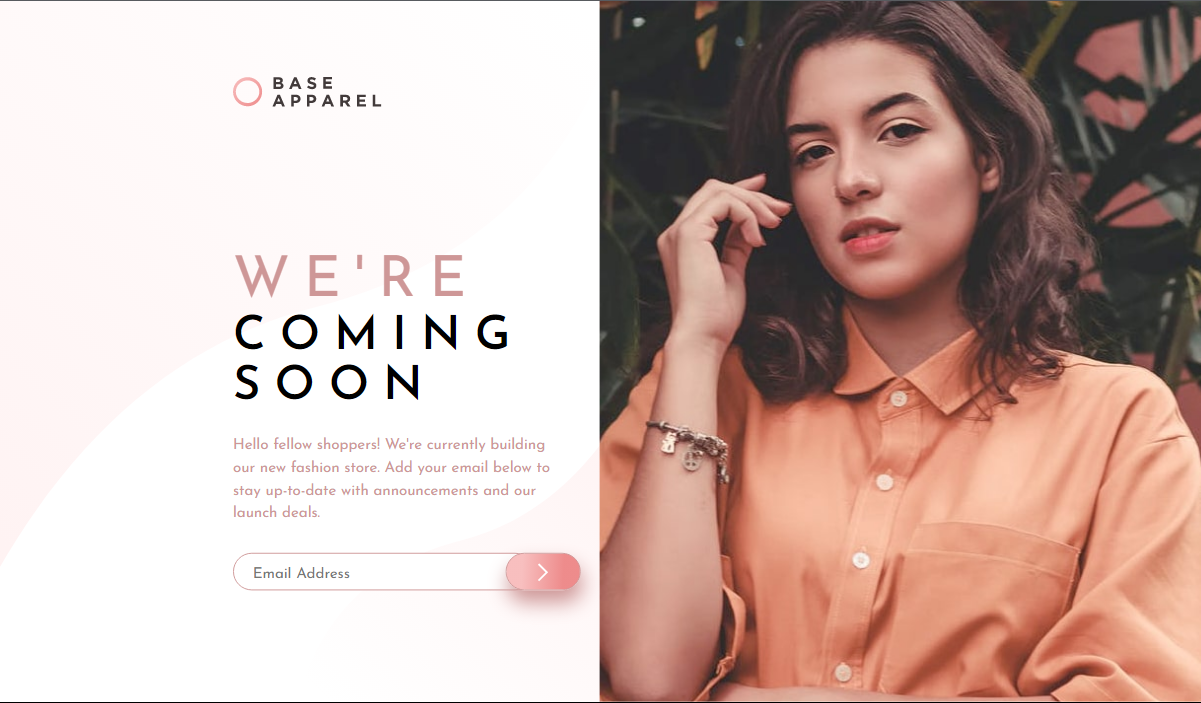 BASE
APPAREL
WE'RE
COMING
SOON
Hello fellow shoppers! We're currently building
our new fashion store. Add your email below to
stay up-to-date with announcements and our
launch deals.
Email Address